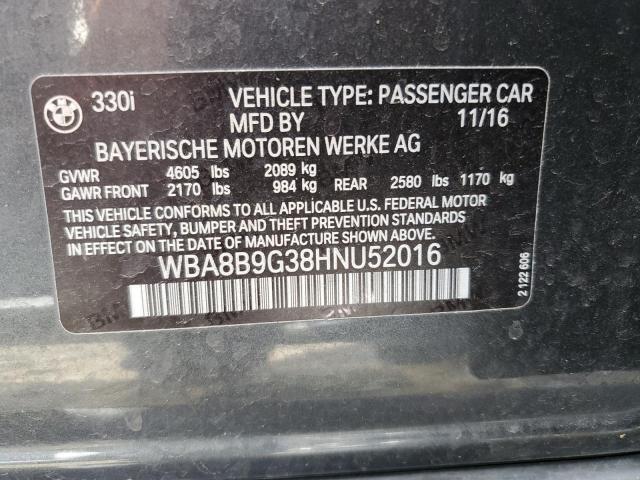 BMW 330i VEHICLE TYPE: PASSENGER CAR
MFD BY 11/16
BAYERISCHE MOTOREN WERKE AG
GVWR 4605 lbs 2089 kg
GAWR FRONT 2170 lbs 984 kg REAR 2580 lbs 1170 kg
THIS VEHICLE CONFORMS TO ALL APPLICABLE U.S. FEDERAL MOTOR
VEHICLE SAFETY, BUMPER AND THEFT PREVENTION STANDARDS
IN EFFECT ON THE DATE OF MANUFACTURE SHOWN ABOVE.
WBA8B9G38HNU52016
2 122 606